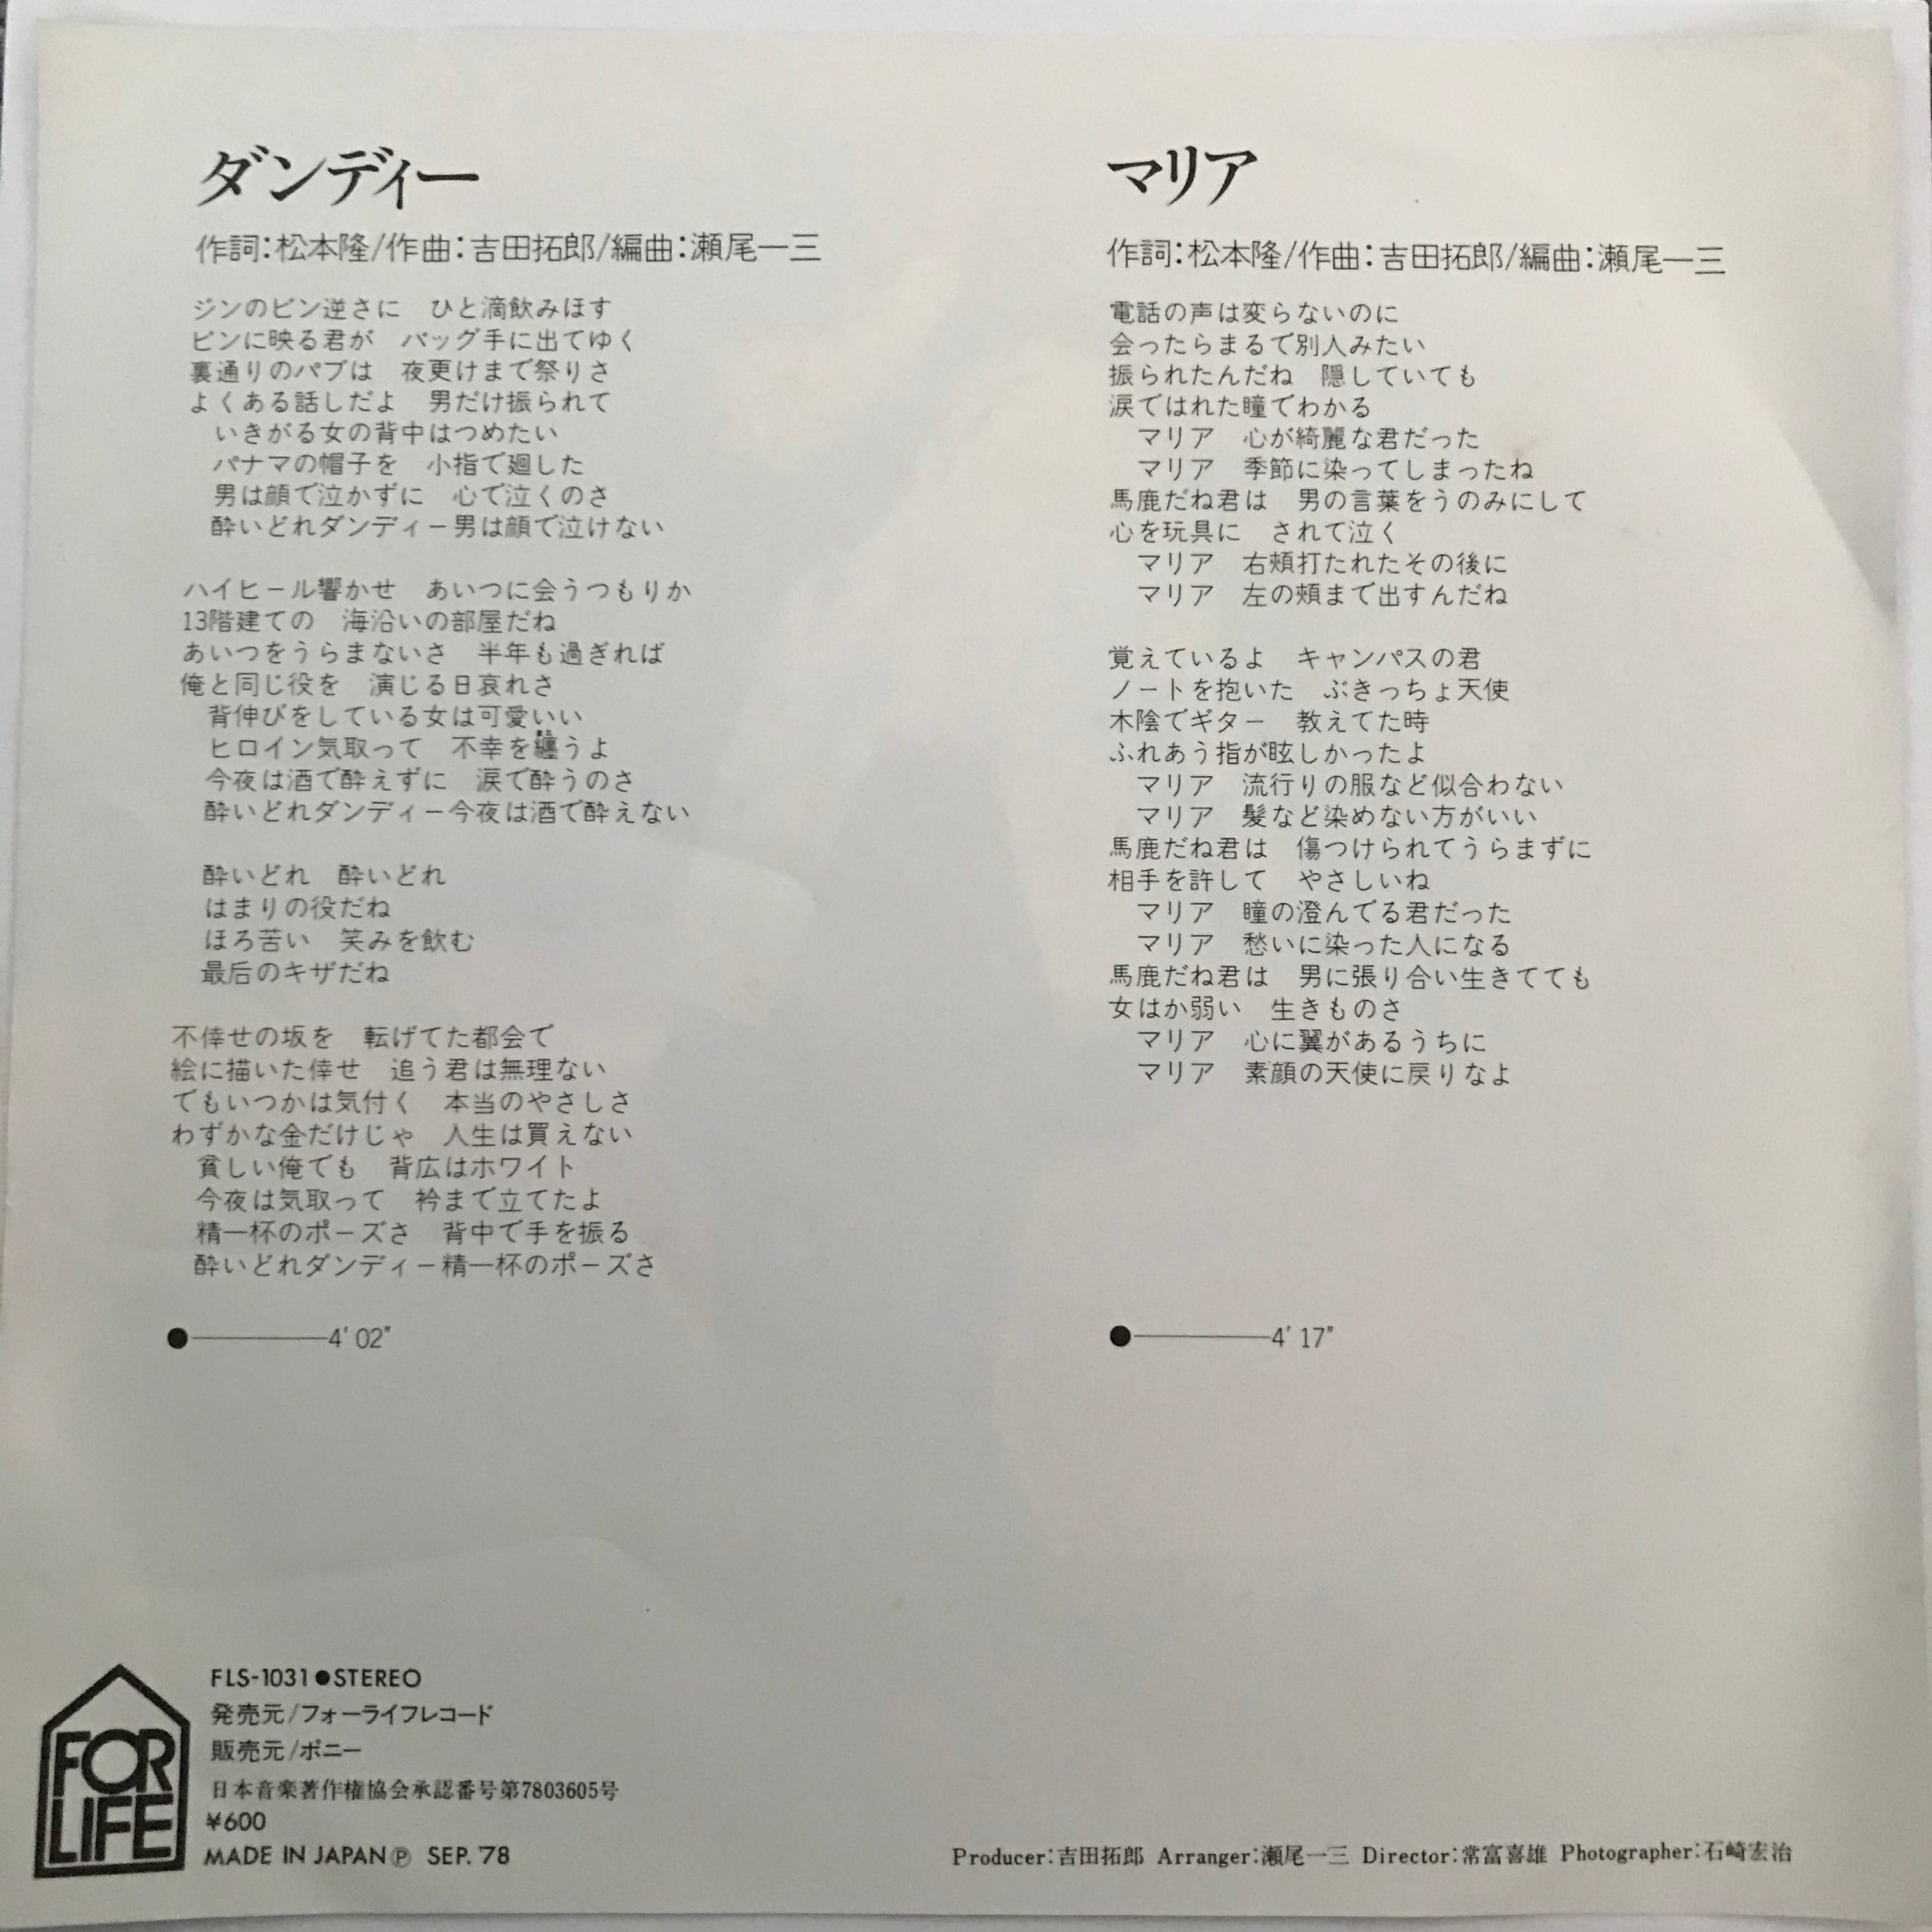 ダンディー
作詞：松本隆/作曲：吉田拓郎/編曲：瀬尾一三
ジンのビン逆さに　ひと滴飲みほす
ビンに映る君が　バッグ手に出てゆく
裏通りのパブは　夜更けまで祭りさ
よくある話しだよ　男だけ振られて
いきがる女の背中はつめたい
パナマの帽子を　小指で廻した
男は顔で泣かずに　心で泣くのさ
酔いどれダンディー男は顔で泣けない
ハイヒール響かせ　あいつに会うつもりか
13階建ての　海沿いの部屋だね
あいつをうらまないさ　半年も過ぎれば
俺と同じ役を　演じる日哀れさ
背伸びをしている女は可愛いい
ヒロイン気取って　不幸を纏うよ
今夜は酒で酔えずに　涙で酔うのさ
酔いどれダンディー今夜は酒で酔えない
酔いどれ　酔いどれ
はまりの役だね
ほろ苦い　笑みを飲む
最后のキザだね
不倖せの坂を　転げてた都会で
絵に描いた倖せ　追う君は無理ない
でもいつかは気付く　本当のやさしさ
わずかな金だけじゃ　人生は買えない
貧しい俺でも　背広はホワイト
今夜は気取って　衿まで立てたよ
精一杯のポーズさ　背中で手を振る
酔いどれダンディー精一杯のポーズさ
●————4′02″
マリア
作詞：松本隆/作曲：吉田拓郎/編曲：瀬尾一三
電話の声は変らないのに
会ったらまるで別人みたい
振られたんだね　隠していても
涙ではれた瞳でわかる
マリア　心が綺麗な君だった
マリア　季節に染ってしまったね
馬鹿だね君は　男の言葉をうのみにして
心を玩具に　されて泣く
マリア　右頬打たれたその後に
マリア　左の頬まで出すんだね
覚えているよ　キャンパスの君
ノートを抱いた　ぶきっちょ天使
木陰でギター　教えてた時
ふれあう指が眩しかったよ
マリア　流行りの服など似合わない
マリア　髪など染めない方がいい
馬鹿だね君は　傷つけられてうらまずに
相手を許して　やさしいね
マリア　瞳の澄んでる君だった
マリア　愁いに染った人になる
馬鹿だね君は　男に張り合い生きてても
女はか弱い　生きものさ
マリア　心に翼があるうちに
マリア　素顔の天使に戻りなよ
●————4′17″
FOR
LIFE
FLS-1031●STEREO
発売元/フォーライフレコード
販売元/ポニー
日本音楽著作権協会承認番号第7803605号
¥600
MADE IN JAPAN Ⓟ SEP. '78
Producer：吉田拓郎 Arranger：瀬尾一三 Director：常富喜雄 Photographer：石崎宏治